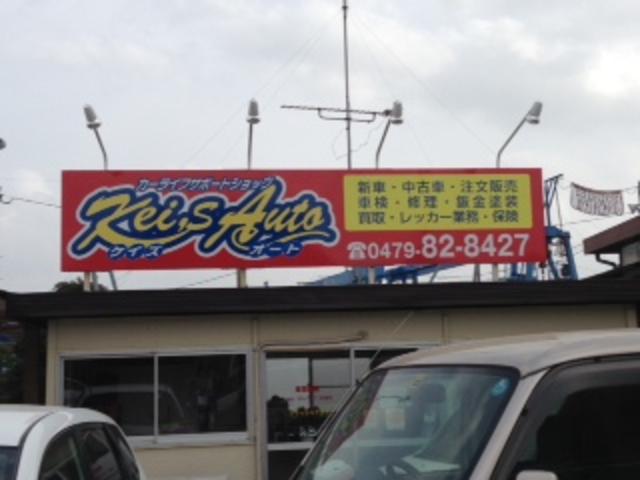 カーライフサポートショップ
Kei,s Auto
ケイズ オート
新車・中古車・注文販売
車検・修理・鈑金塗装
買取・レッカー業務・保険
☎0479-82-8427